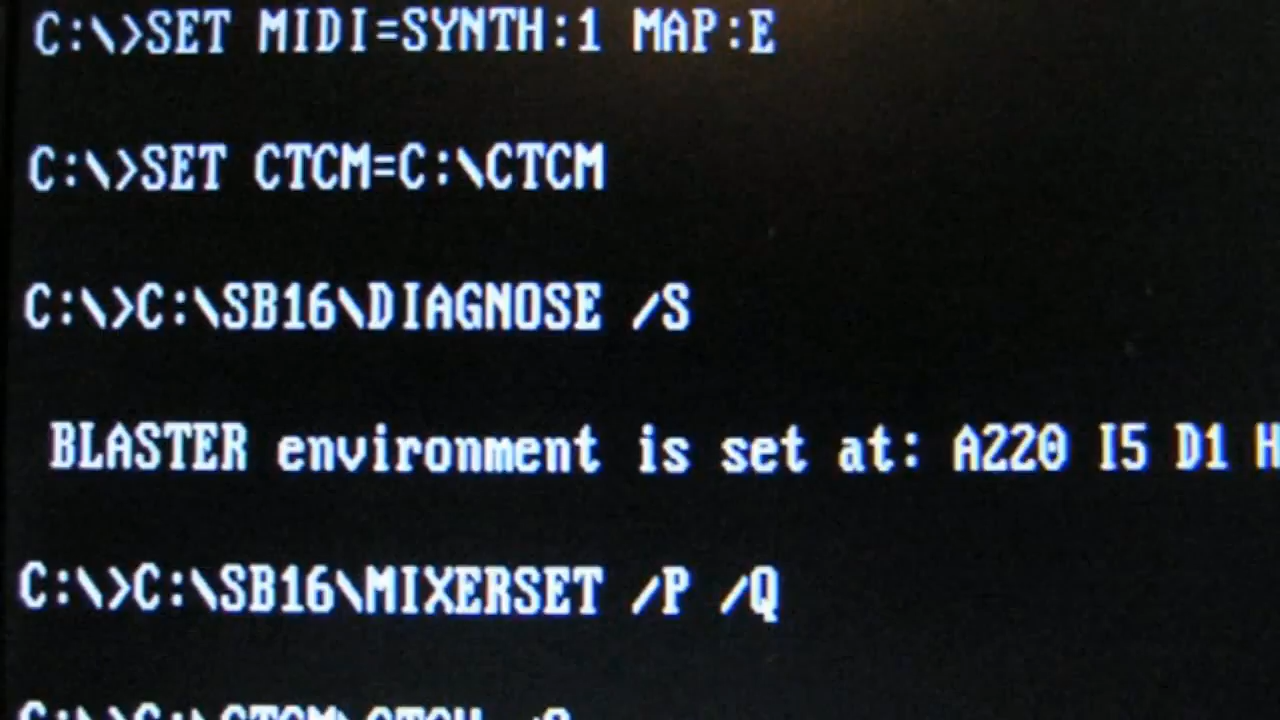 C:\>SET MIDI=SYNTH:1 MAP:E
C:\>SET CTCM=C:\CTCM
C:\>C:\SB16\DIAGNOSE /S
BLASTER environment is set at: A220 I5 D1 H
C:\>C:\SB16\MIXERSET /P /Q